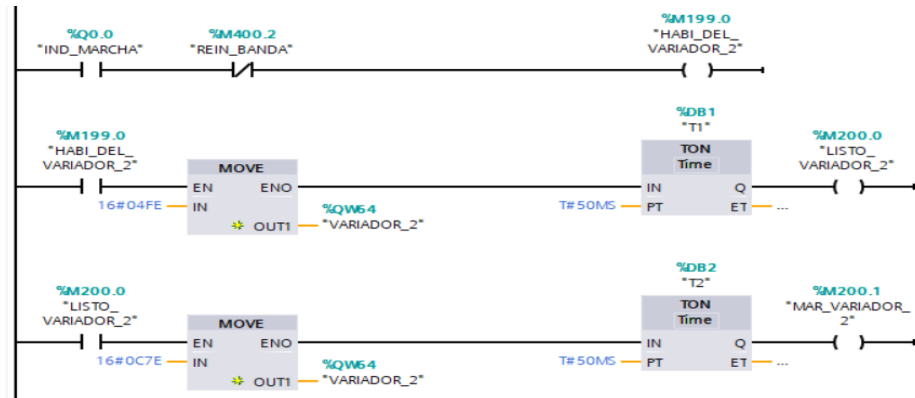 %Q0.0
"IND_MARCHA"
%M400.2
"REIN_BANDA"
%M199.0
"HABI_DEL_
VARIADOR_2"
%M199.0
"HABI_DEL_
VARIADOR_2"
MOVE
EN ENO
16#04FE IN
OUT1
%QW64
"VARIADOR_2"
%DB1
"T1"
TON
Time
IN Q
T#50MS PT ET ...
%M200.0
"LISTO_
VARIADOR_2"
%M200.0
"LISTO_
VARIADOR_2"
MOVE
EN ENO
16#0C7E IN
OUT1
%QW64
"VARIADOR_2"
%DB2
"T2"
TON
Time
IN Q
T#50MS PT ET ...
%M200.1
"MAR_VARIADOR_
2"